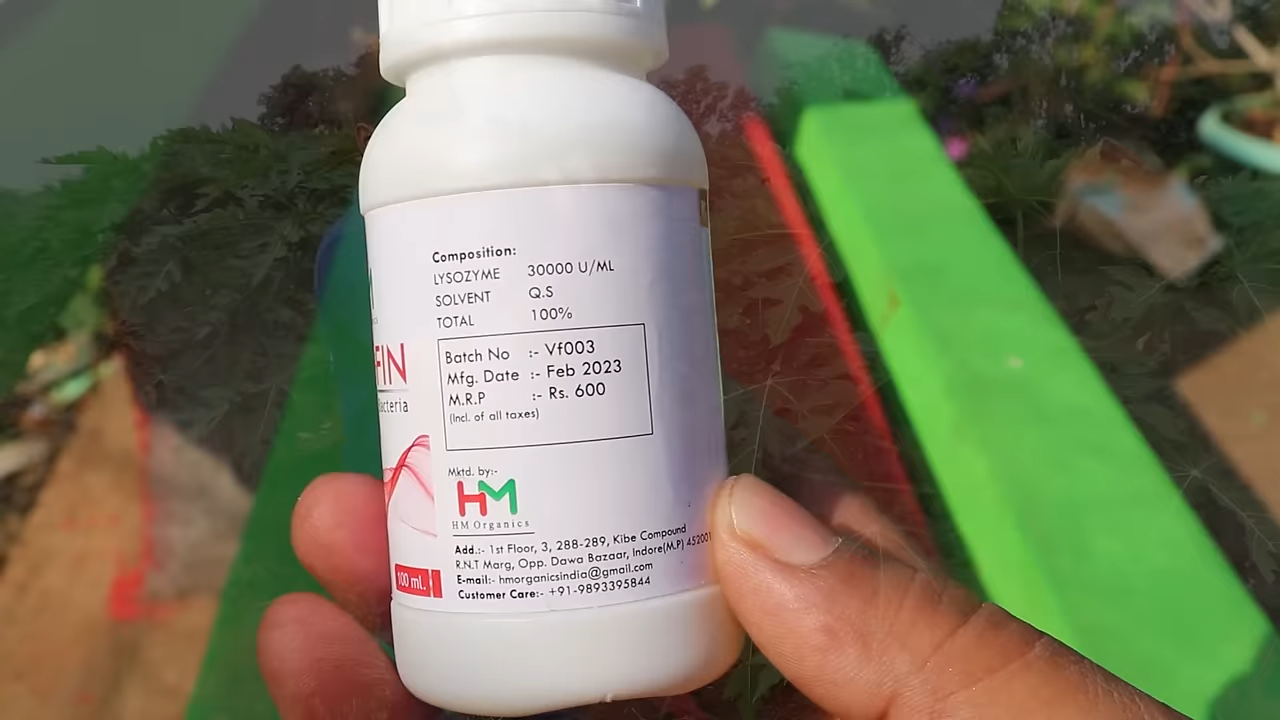 Composition:
LYSOZYME 30000 U/ML
SOLVENT Q.S
TOTAL 100%
FIN
Bacteria
Batch No :- Vf003
Mfg. Date :- Feb 2023
M.R.P :- Rs. 600
(Incl. of all taxes)
Mktd. by:-
HM
HM Organics
Add.:- 1st Floor, 3, 288-289, Kibe Compound
R.N.T Marg, Opp. Dawa Bazaar, Indore(M.P) 452001
E-mail:- hmorganicsindia@gmail.com
Customer Care:- +91-9893395844
100 mL.